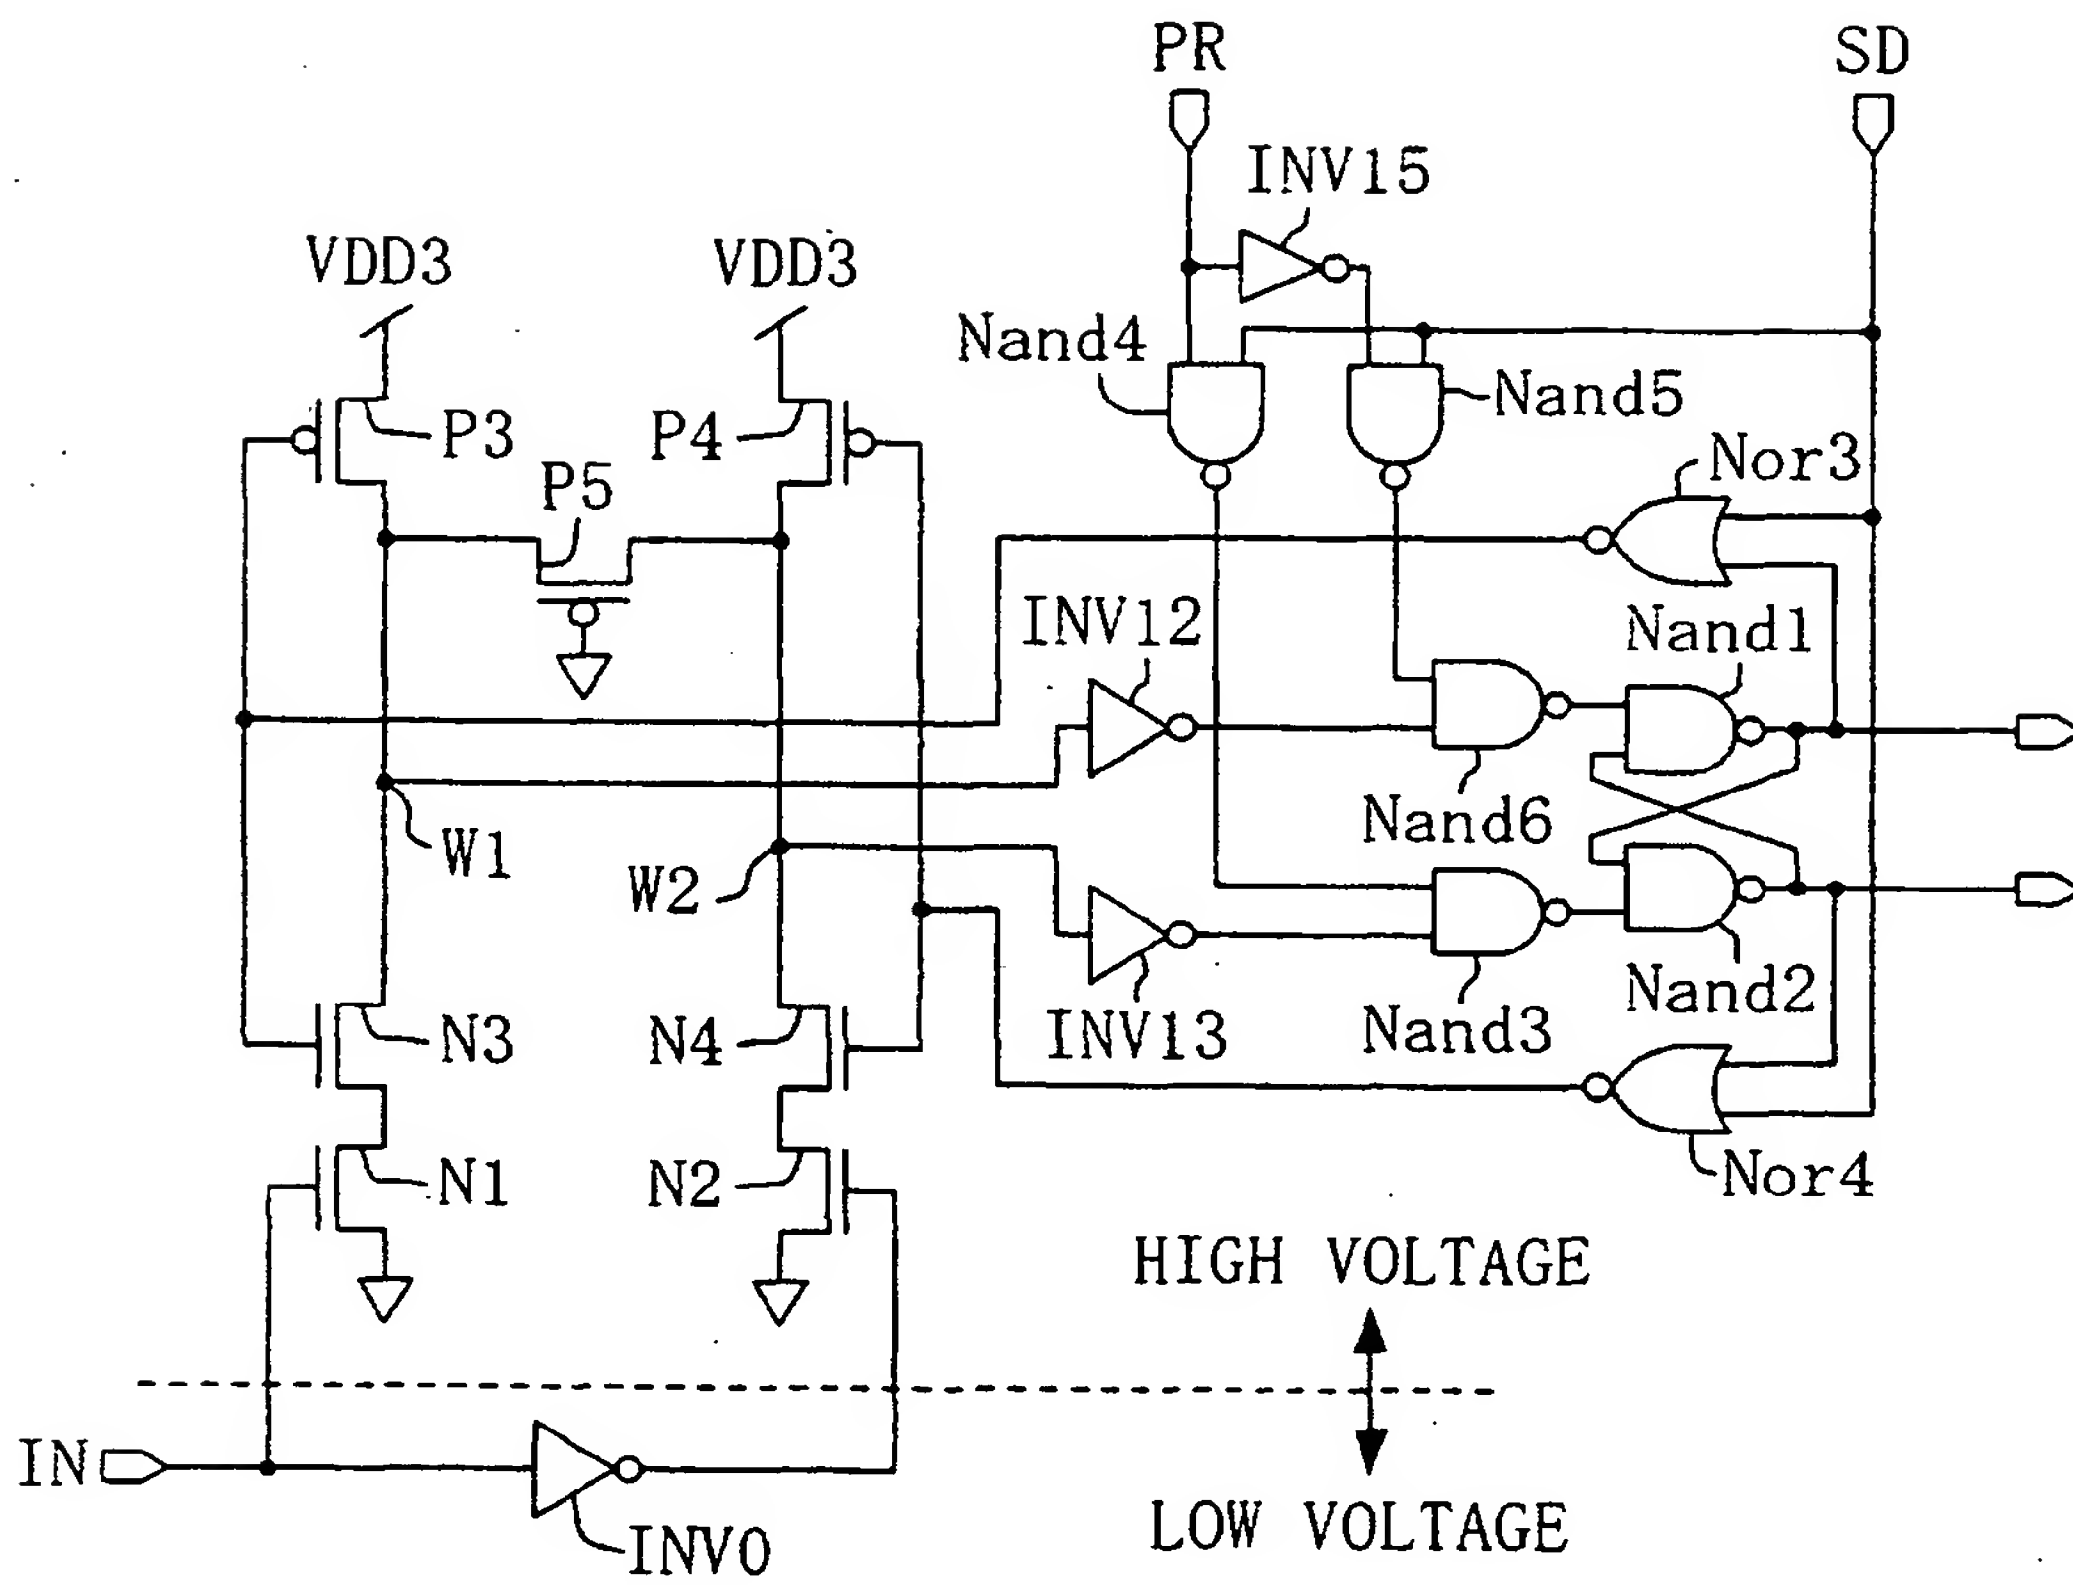 PR
SD
INV15
VDD3
VDD3
Nand4
Nand5
P3
P4
P5
Nor3
INV12
Nand1
W1
Nand6
W2
N3
N4
INV13
Nand3
Nand2
N1
N2
Nor4
HIGH VOLTAGE
IN
LOW VOLTAGE
INV0